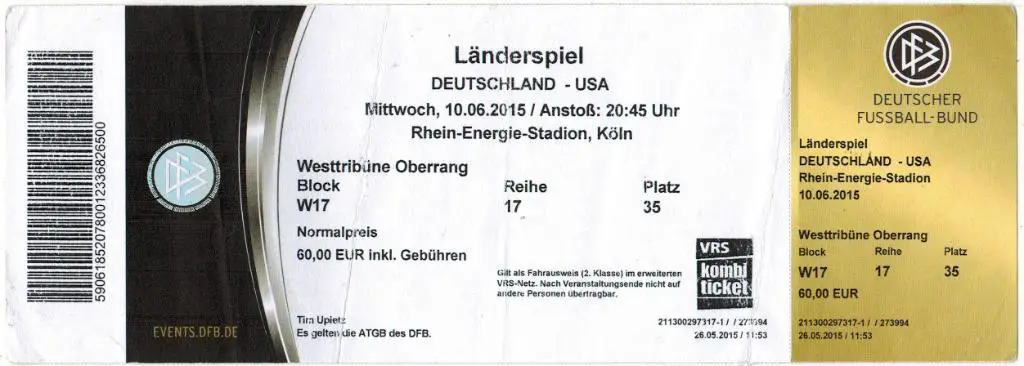 59061852078001233682650​0
EVENTS.DFB.DE
Länderspiel
DEUTSCHLAND - USA
Mittwoch, 10.06.2015 / Anstoß: 20:45 Uhr
Rhein-Energie-Stadion, Köln
Westtribüne Oberrang
Block Reihe Platz
W17 17 35
Normalpreis
60,00 EUR inkl. Gebühren
Gilt als Fahrausweis (2. Klasse) im erweiterten
VRS-Netz. Nach Veranstaltungsende nicht auf
andere Personen übertragbar.
VRS
kombi
ticket
Tim Upietz
Es gelten die ATGB des DFB.
211300297317-1 / / 273994
26.05.2015 / 11:53
DFB
DEUTSCHER
FUSSBALL-BUND
Länderspiel
DEUTSCHLAND - USA
Rhein-Energie-Stadion
10.06.2015
Westtribüne Oberrang
Block Reihe Platz
W17 17 35
60,00 EUR
211300297317-1 / / 273994
26.05.2015 / 11:53